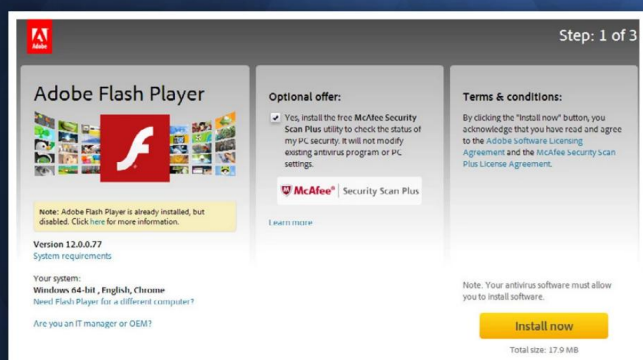 Adobe
Step: 1 of 3
Adobe Flash Player
Note: Adobe Flash Player is already installed, but
disabled. Click here for more information.
Version 12.0.0.77
System requirements
Your system:
Windows 64-bit , English, Chrome
Need Flash Player for a different computer?
Are you an IT manager or OEM?
Optional offer:
Yes, install the free McAfee Security
Scan Plus utility to check the status of
my PC security. It will not modify
existing antivirus program or PC
settings.
McAfee® | Security Scan Plus
Learn more
Terms & conditions:
By clicking the "Install now" button, you
acknowledge that you have read and agree
to the Adobe Software Licensing
Agreement and the McAfee Security Scan
Plus License Agreement.
Note. Your antivirus software must allow
you to install software.
Install now
Total size: 17.9 MB